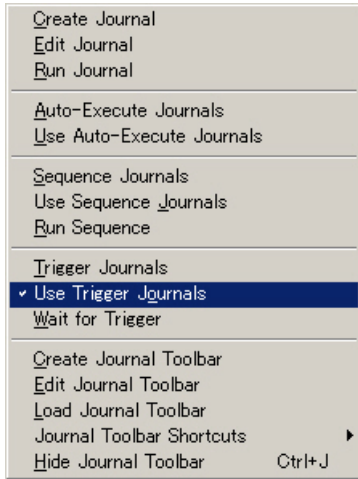 Create Journal
Edit Journal
Run Journal
Auto-Execute Journals
Use Auto-Execute Journals
Sequence Journals
Use Sequence Journals
Run Sequence
Trigger Journals
Use Trigger Journals
Wait for Trigger
Create Journal Toolbar
Edit Journal Toolbar
Load Journal Toolbar
Journal Toolbar Shortcuts
Hide Journal Toolbar Ctrl+J